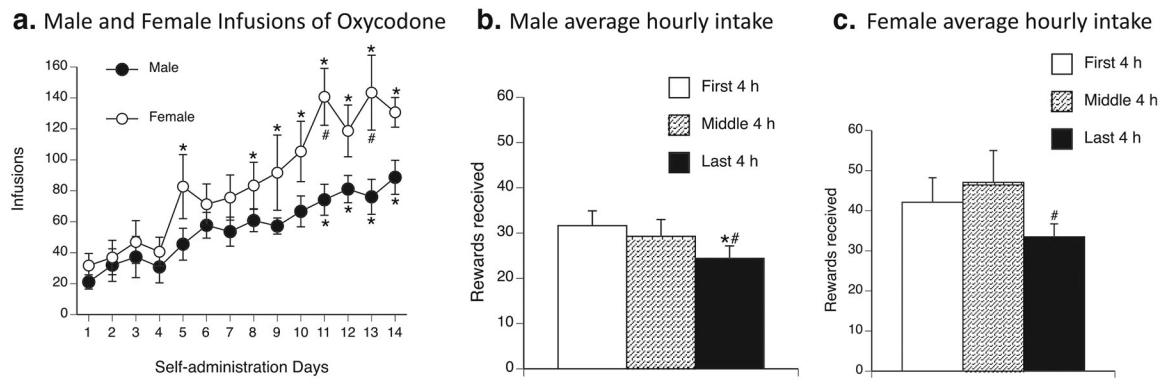 a. Male and Female Infusions of Oxycodone
160
140
120
100
80
60
40
20
0
Infusions
Male
Female
*
*
*
*
*
#
*
*
#
*
*
*
*
*
1 2 3 4 5 6 7 8 9 10 11 12 13 14
Self-administration Days
b. Male average hourly intake
First 4 h
Middle 4 h
Last 4 h
60
50
40
30
20
10
0
Rewards received
*#
c. Female average hourly intake
First 4 h
Middle 4 h
Last 4 h
60
50
40
30
20
10
0
Rewards received
#